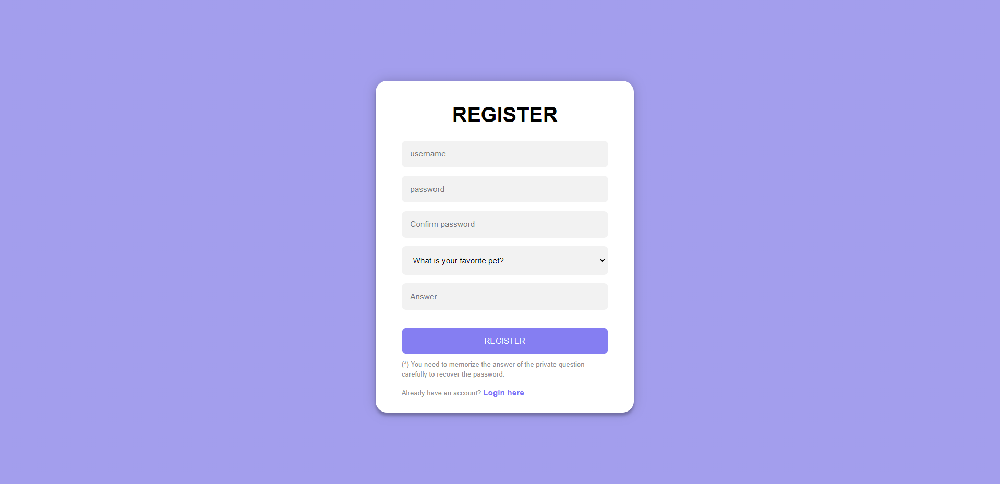 REGISTER
username
password
Confirm password
What is your favorite pet?
Answer
REGISTER
(*) You need to memorize the answer of the private question
carefully to recover the password.
Already have an account? Login here